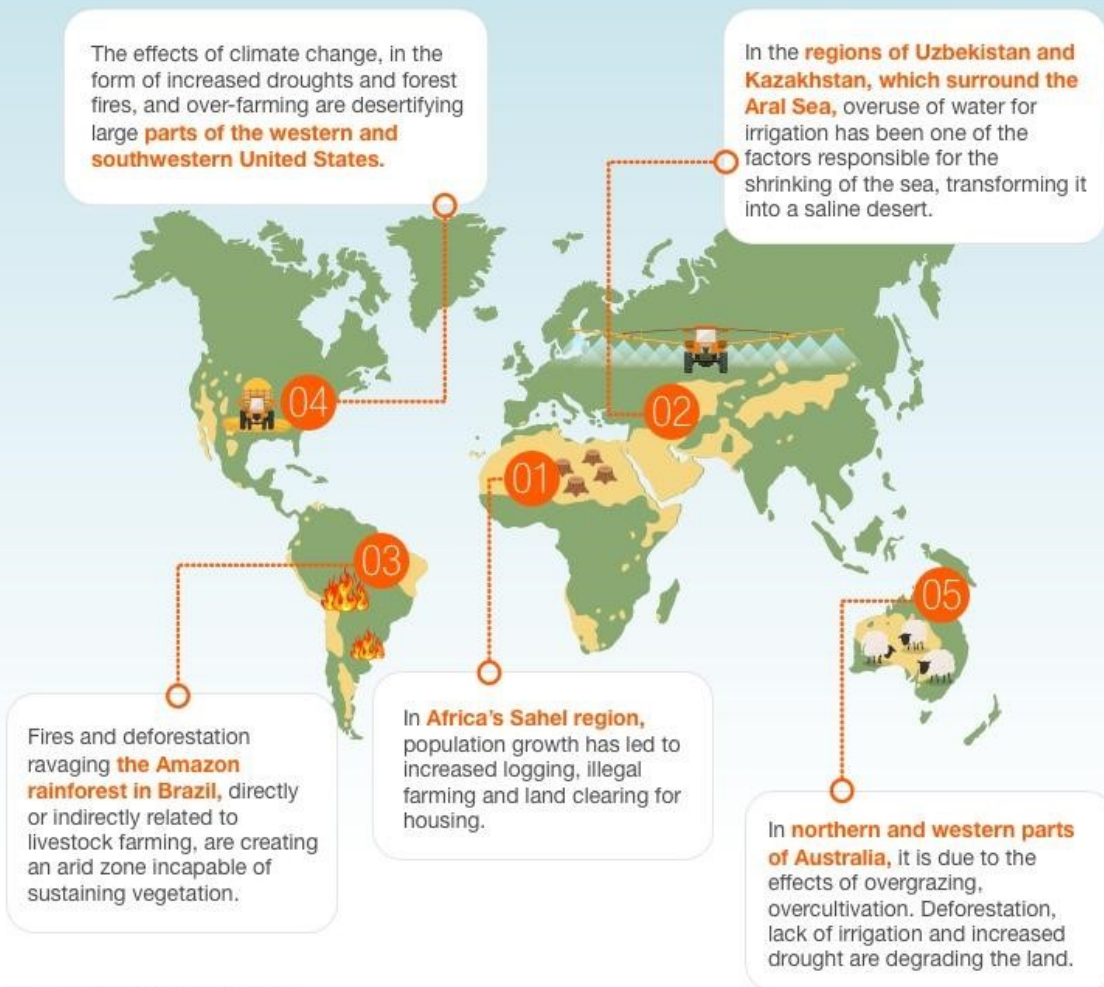 The effects of climate change, in the
form of increased droughts and forest
fires, and over-farming are desertifying
large parts of the western and
southwestern United States.
In the regions of Uzbekistan and
Kazakhstan, which surround the
Aral Sea, overuse of water for
irrigation has been one of the
factors responsible for the
shrinking of the sea, transforming it
into a saline desert.
04
02
01
03
05
Fires and deforestation
ravaging the Amazon
rainforest in Brazil, directly
or indirectly related to
livestock farming, are creating
an arid zone incapable of
sustaining vegetation.
In Africa's Sahel region,
population growth has led to
increased logging, illegal
farming and land clearing for
housing.
In northern and western parts
of Australia, it is due to the
effects of overgrazing,
overcultivation. Deforestation,
lack of irrigation and increased
drought are degrading the land.